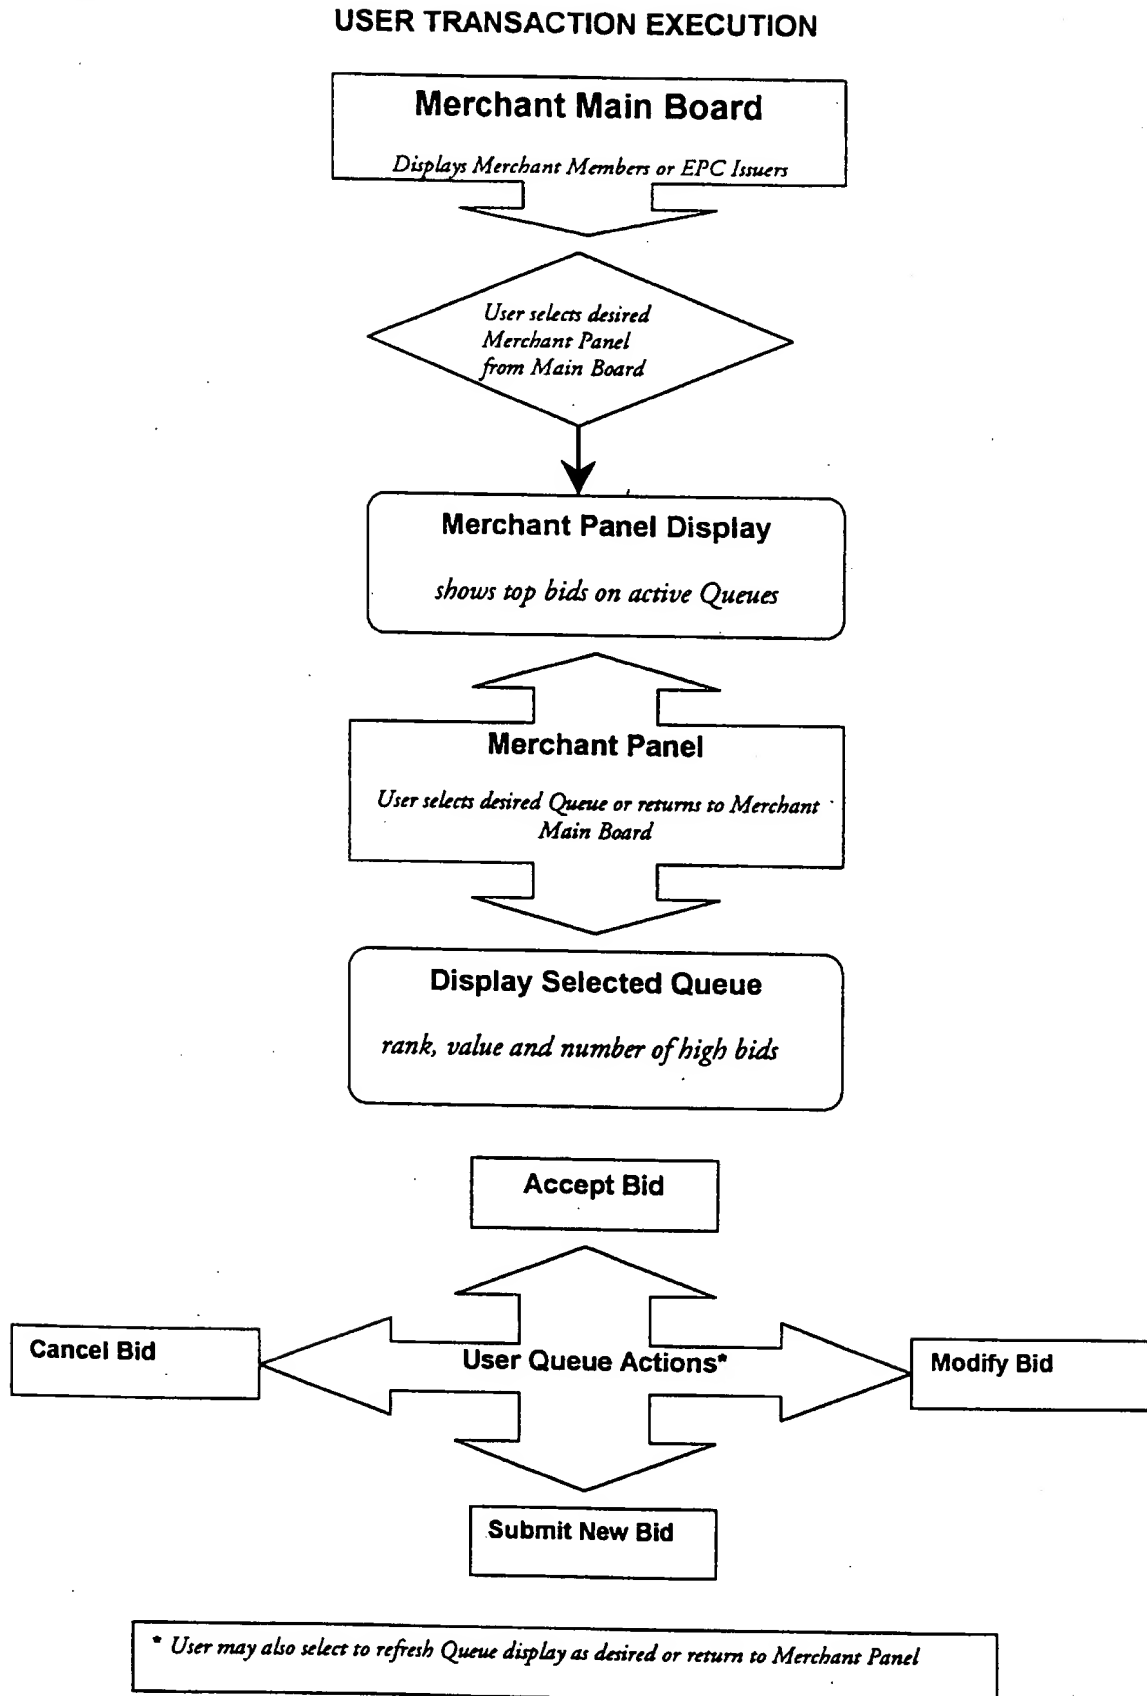 USER TRANSACTION EXECUTION
Merchant Main Board
Displays Merchant Members or EPC Issuers
User selects desired
Merchant Panel
from Main Board
Merchant Panel Display
shows top bids on active Queues
Merchant Panel
User selects desired Queue or returns to Merchant
Main Board
Display Selected Queue
rank, value and number of high bids
Accept Bid
Cancel Bid
User Queue Actions*
Modify Bid
Submit New Bid
* User may also select to refresh Queue display as desired or return to Merchant Panel